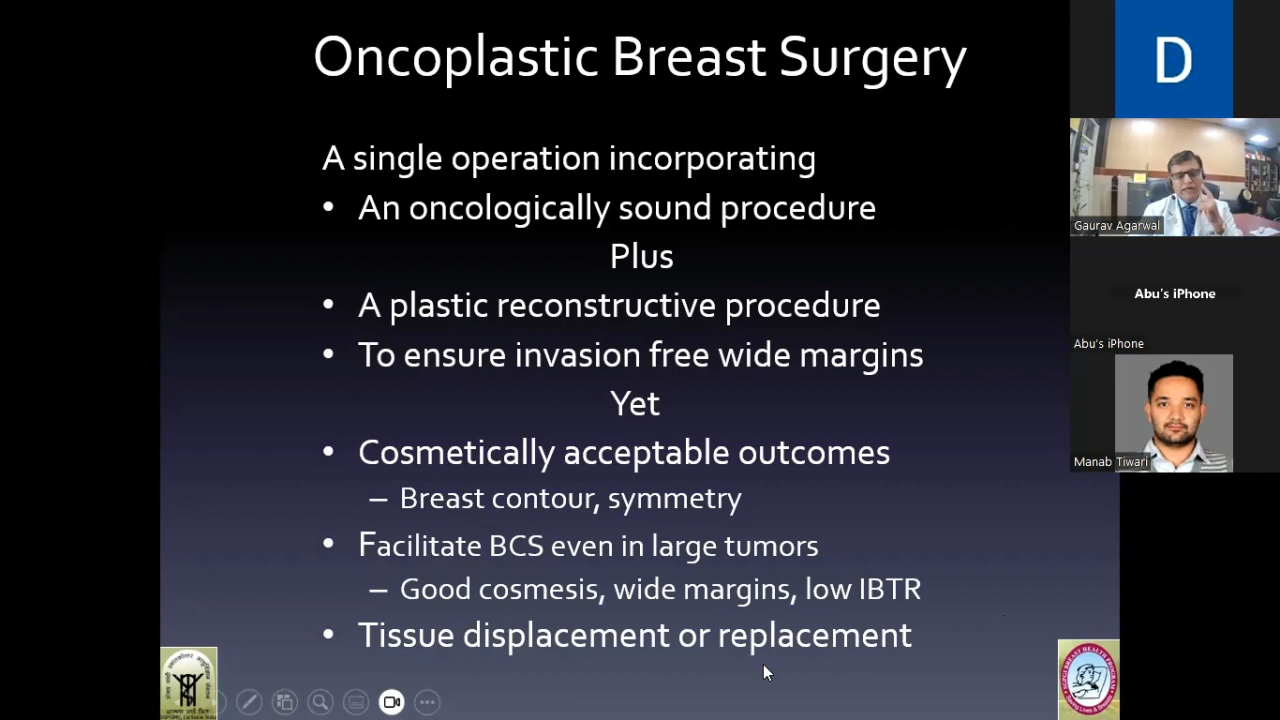 Oncoplastic Breast Surgery
A single operation incorporating
• An oncologically sound procedure
Plus
• A plastic reconstructive procedure
• To ensure invasion free wide margins
Yet
• Cosmetically acceptable outcomes
– Breast contour, symmetry
• Facilitate BCS even in large tumors
– Good cosmesis, wide margins, low IBTR
• Tissue displacement or replacement
D
Gaurav Agarwal
Abu's iPhone
Abu's iPhone
Manab Tiwari